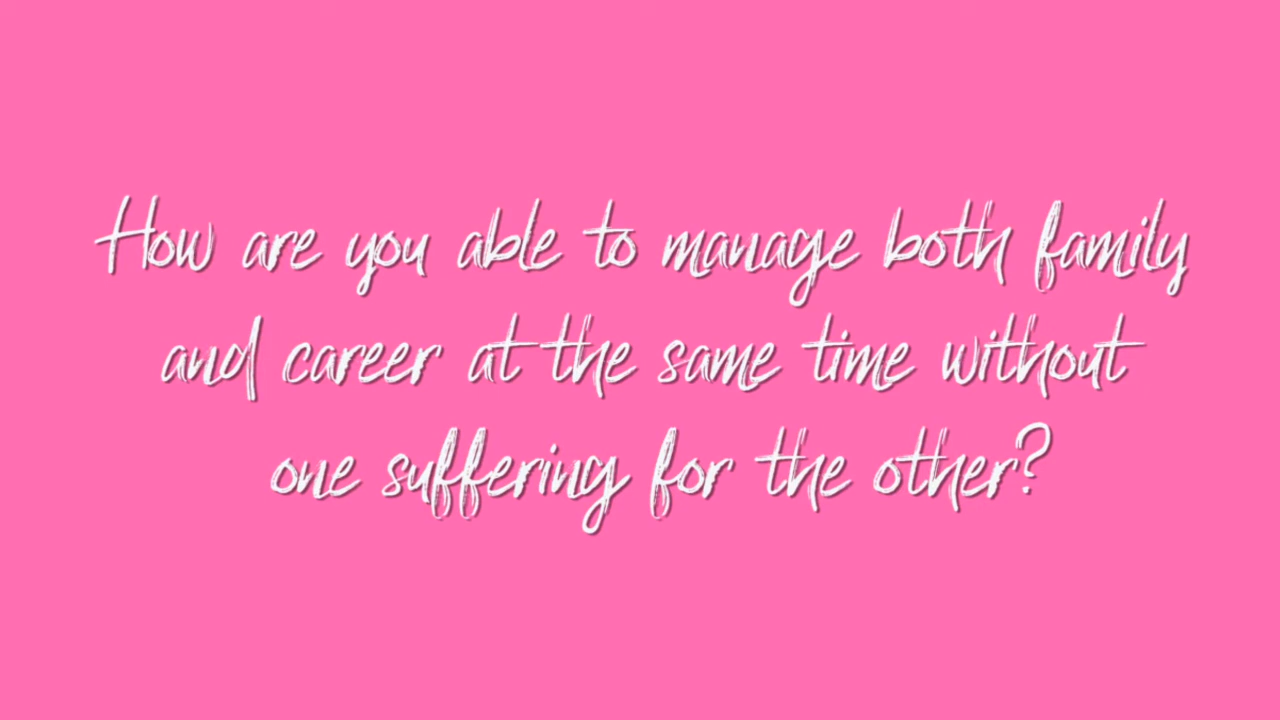 How are you able to manage both family
and career at the same time without
one suffering for the other?